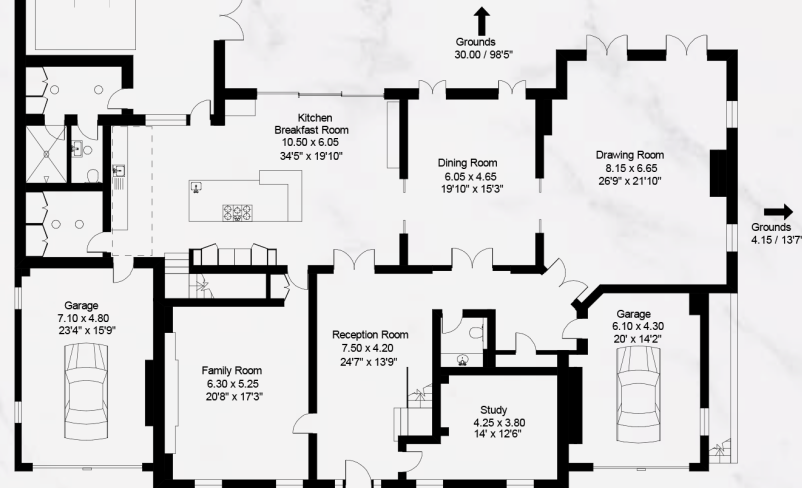 Grounds
30.00 / 98'5"
Kitchen
Breakfast Room
10.50 x 6.05
34'5" x 19'10"
Dining Room
6.05 x 4.65
19'10" x 15'3"
Drawing Room
8.15 x 6.65
26'9" x 21'10"
Grounds
4.15 / 13'7"
Garage
7.10 x 4.80
23'4" x 15'9"
Family Room
6.30 x 5.25
20'8" x 17'3"
Reception Room
7.50 x 4.20
24'7" x 13'9"
Garage
6.10 x 4.30
20' x 14'2"
Study
4.25 x 3.80
14' x 12'6"